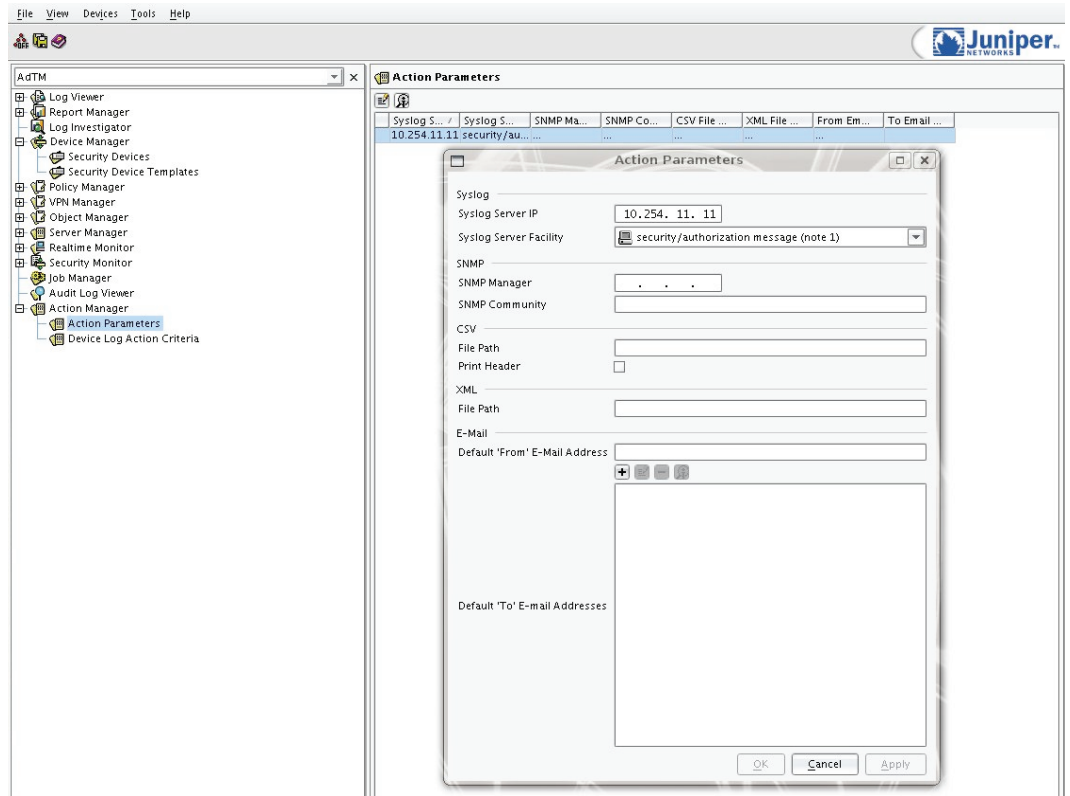 File View Devices Tools Help
Juniper
NETWORKS
AdTM
Log Viewer
Report Manager
Log Investigator
Device Manager
Security Devices
Security Device Templates
Policy Manager
VPN Manager
Object Manager
Server Manager
Realtime Monitor
Security Monitor
Job Manager
Audit Log Viewer
Action Manager
Action Parameters
Device Log Action Criteria
Action Parameters
Syslog S... Syslog S... SNMP Ma... SNMP Co... CSV File ... XML File ... From Em... To Email ...
10.254.11.11 security/au... ... ... ... ... ...
Action Parameters
Syslog
Syslog Server IP 10.254. 11. 11
Syslog Server Facility security/authorization message (note 1)
SNMP
SNMP Manager . . .
SNMP Community
CSV
File Path
Print Header
XML
File Path
E-Mail
Default 'From' E-Mail Address
Default 'To' E-mail Addresses
OK Cancel Apply